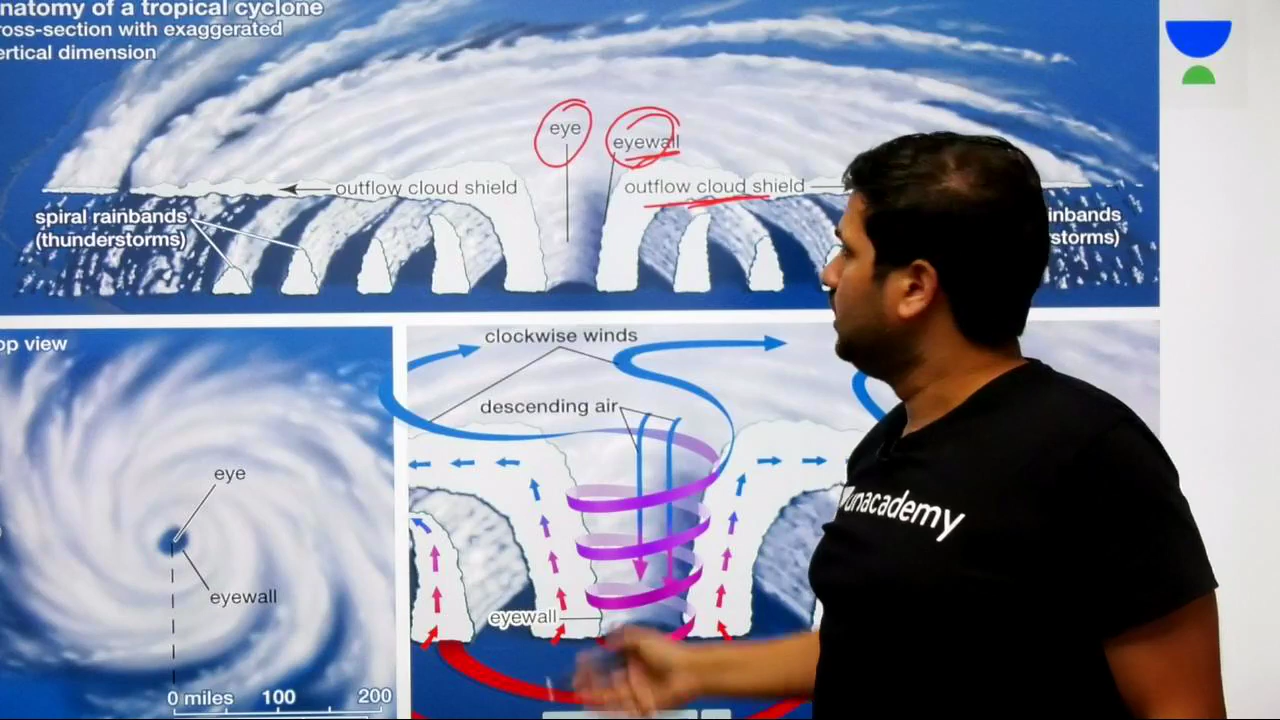 natomy of a tropical cyclone
ross-section with exaggerated
ertical dimension
eye
eyewall
outflow cloud shield
outflow cloud shield
spiral rainbands
(thunderstorms)
inbands
storms)
op view
clockwise winds
descending air
eye
eyewall
eyewall
unacademy
0 miles 100 200